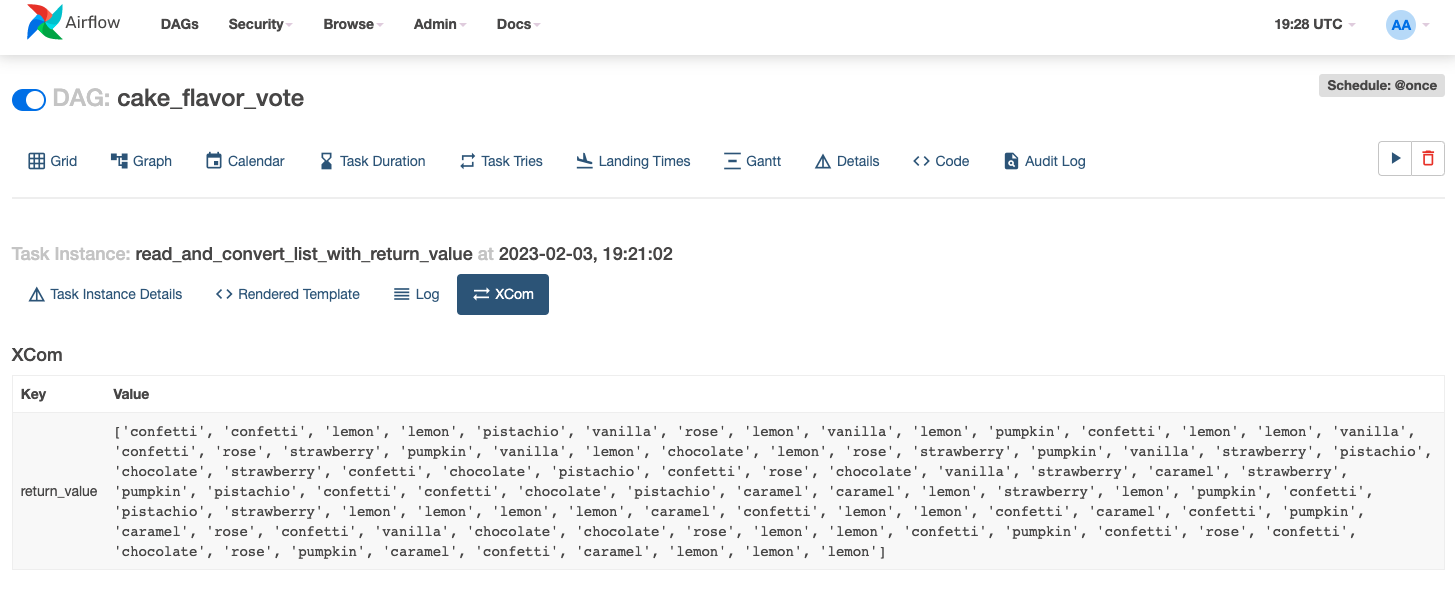 Airflow DAGs Security Browse Admin Docs 19:28 UTC AA
Schedule: @once
DAG: cake_flavor_vote
Grid Graph Calendar Task Duration Task Tries Landing Times Gantt Details Code Audit Log
Task Instance: read_and_convert_list_with_return_value at 2023-02-03, 19:21:02
Task Instance Details Rendered Template Log XCom
XCom
Key Value
['confetti', 'confetti', 'lemon', 'lemon', 'pistachio', 'vanilla', 'rose', 'lemon', 'vanilla', 'lemon', 'pumpkin', 'confetti', 'lemon', 'lemon', 'vanilla',
'confetti', 'rose', 'strawberry', 'pumpkin', 'vanilla', 'lemon', 'chocolate', 'lemon', 'rose', 'strawberry', 'pumpkin', 'vanilla', 'strawberry', 'pistachio',
'chocolate', 'strawberry', 'confetti', 'chocolate', 'pistachio', 'confetti', 'rose', 'chocolate', 'vanilla', 'strawberry', 'caramel', 'strawberry',
return_value 'pumpkin', 'pistachio', 'confetti', 'confetti', 'chocolate', 'pistachio', 'caramel', 'caramel', 'lemon', 'strawberry', 'lemon', 'pumpkin', 'confetti',
'pistachio', 'strawberry', 'lemon', 'lemon', 'lemon', 'lemon', 'caramel', 'confetti', 'lemon', 'lemon', 'confetti', 'caramel', 'confetti', 'pumpkin',
'caramel', 'rose', 'confetti', 'vanilla', 'chocolate', 'chocolate', 'rose', 'lemon', 'lemon', 'confetti', 'pumpkin', 'confetti', 'rose', 'confetti',
'chocolate', 'rose', 'pumpkin', 'caramel', 'confetti', 'caramel', 'lemon', 'lemon', 'lemon']